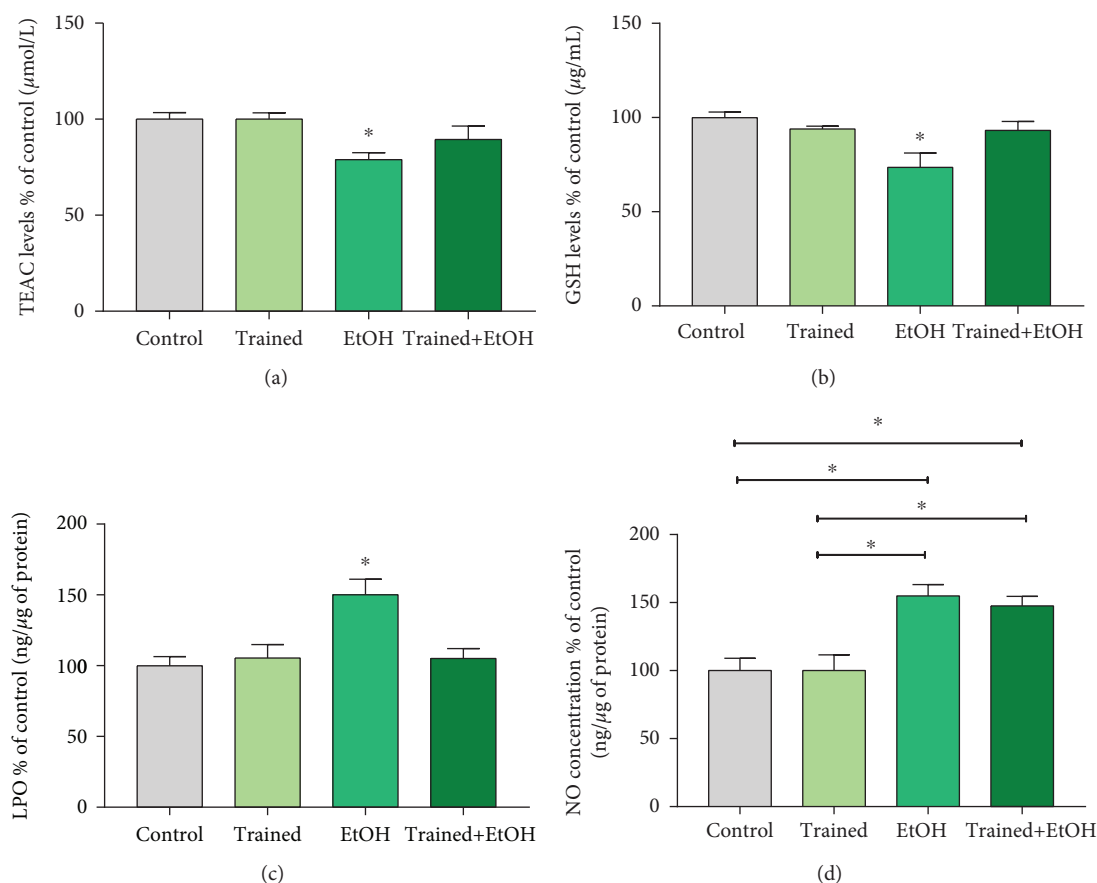 TEAC levels % of control (μmol/L)
150
100
50
0
*
Control Trained EtOH Trained+EtOH
(a)
GSH levels % of control (μg/mL)
150
100
50
0
*
Control Trained EtOH Trained+EtOH
(b)
LPO % of control (ng/μg of protein)
200
150
100
50
0
*
Control Trained EtOH Trained+EtOH
(c)
NO concentration % of control
(ng/μg of protein)
*
*
*
*
200
150
100
50
0
Control Trained EtOH Trained+EtOH
(d)